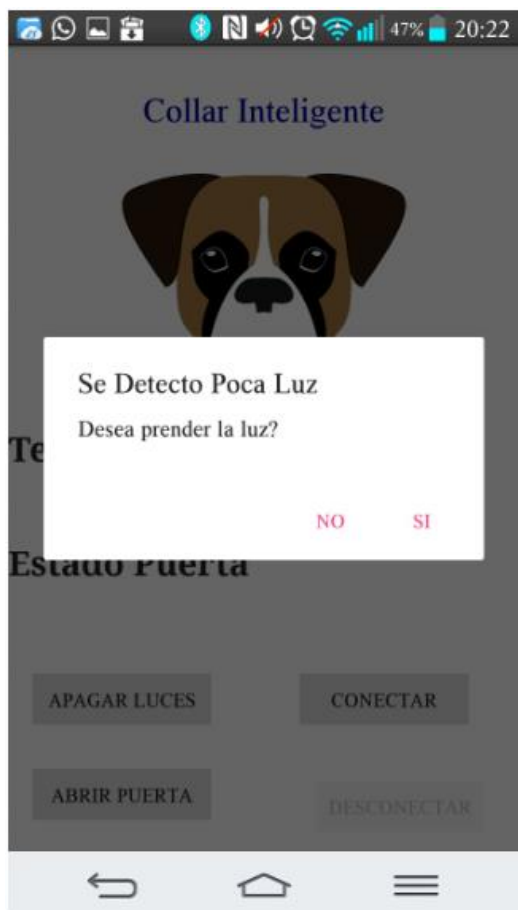 47% 20:22
Collar Inteligente
Se Detecto Poca Luz
Desea prender la luz?
Te
NO SI
Estado Puerta
APAGAR LUCES CONECTAR
ABRIR PUERTA DESCONECTAR